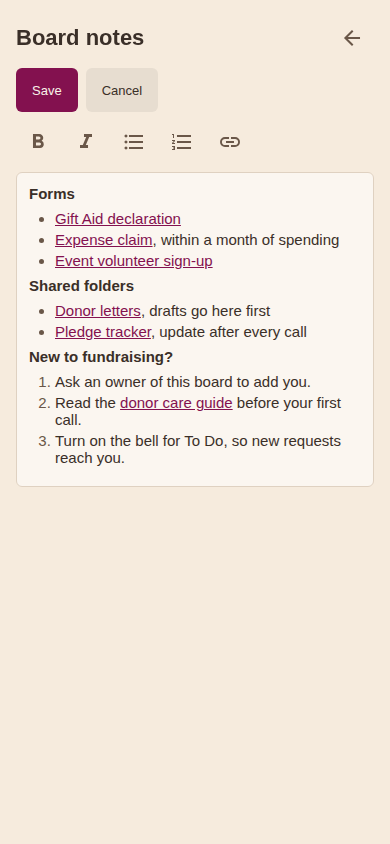 Board notes
Save
Cancel
Forms
Gift Aid declaration
Expense claim, within a month of spending
Event volunteer sign-up
Shared folders
Donor letters, drafts go here first
Pledge tracker, update after every call
New to fundraising?
1. Ask an owner of this board to add you.
2. Read the donor care guide before your first
call.
3. Turn on the bell for To Do, so new requests
reach you.